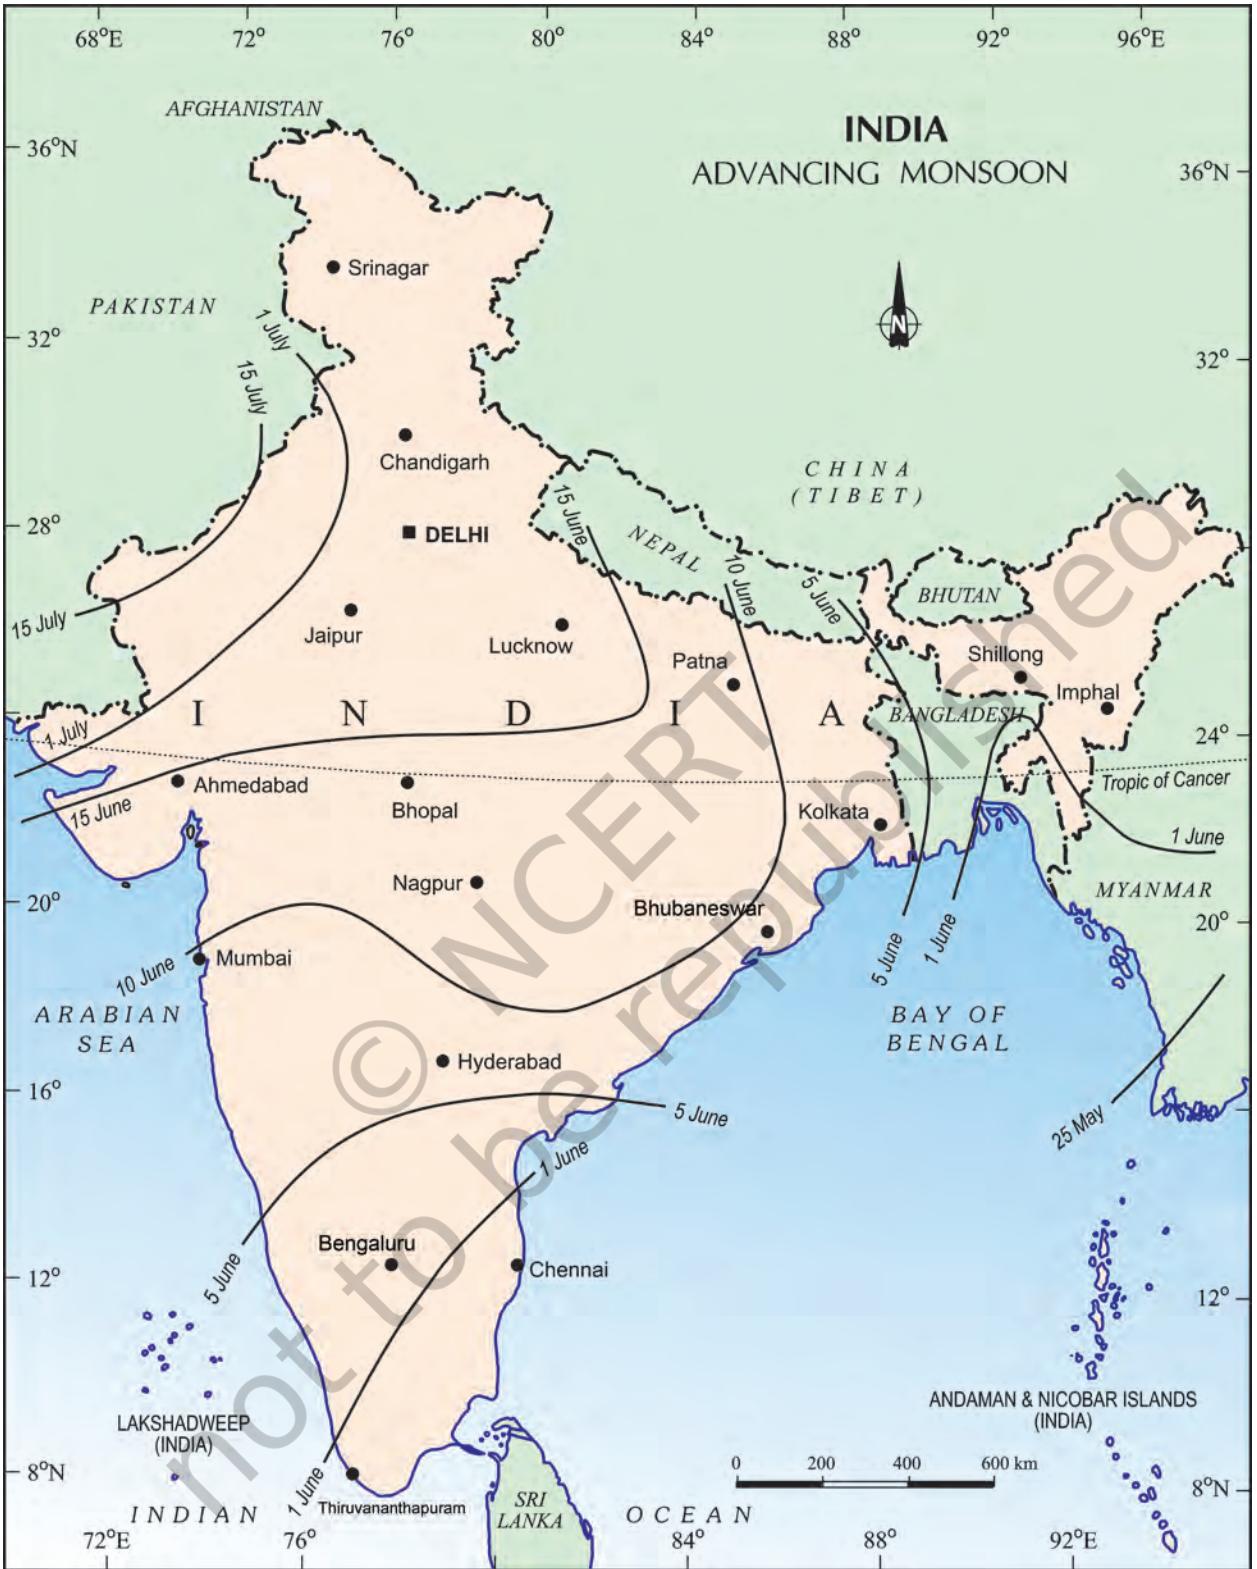 68°E 72° 76° 80° 84° 88° 92° 96°E
AFGHANISTAN
INDIA
ADVANCING MONSOON
36°N
36°N
Srinagar
PAKISTAN
1 July
N
32°
32°
15 July
Chandigarh
CHINA
(TIBET)
15 June
28°
DELHI
NEPAL
10 June
5 June
BHUTAN
15 July
Jaipur
Lucknow
Patna
Shillong
Imphal
I N D I A
BANGLADESH
1 July
24°
Ahmedabad
Bhopal
Tropic of Cancer
15 June
Kolkata
1 June
Nagpur
MYANMAR
20°
Bhubaneswar
20°
5 June
1 June
10 June
Mumbai
ARABIAN
SEA
BAY OF
BENGAL
Hyderabad
16°
5 June
25 May
1 June
Bengaluru
Chennai
5 June
12°
12°
LAKSHADWEEP
(INDIA)
ANDAMAN & NICOBAR ISLANDS
(INDIA)
8°N
1 June
0 200 400 600 km
8°N
Thiruvananthapuram
SRI
LANKA
INDIAN OCEAN
72°E 76° 84° 88° 92°E
© NCERT
not to be republished